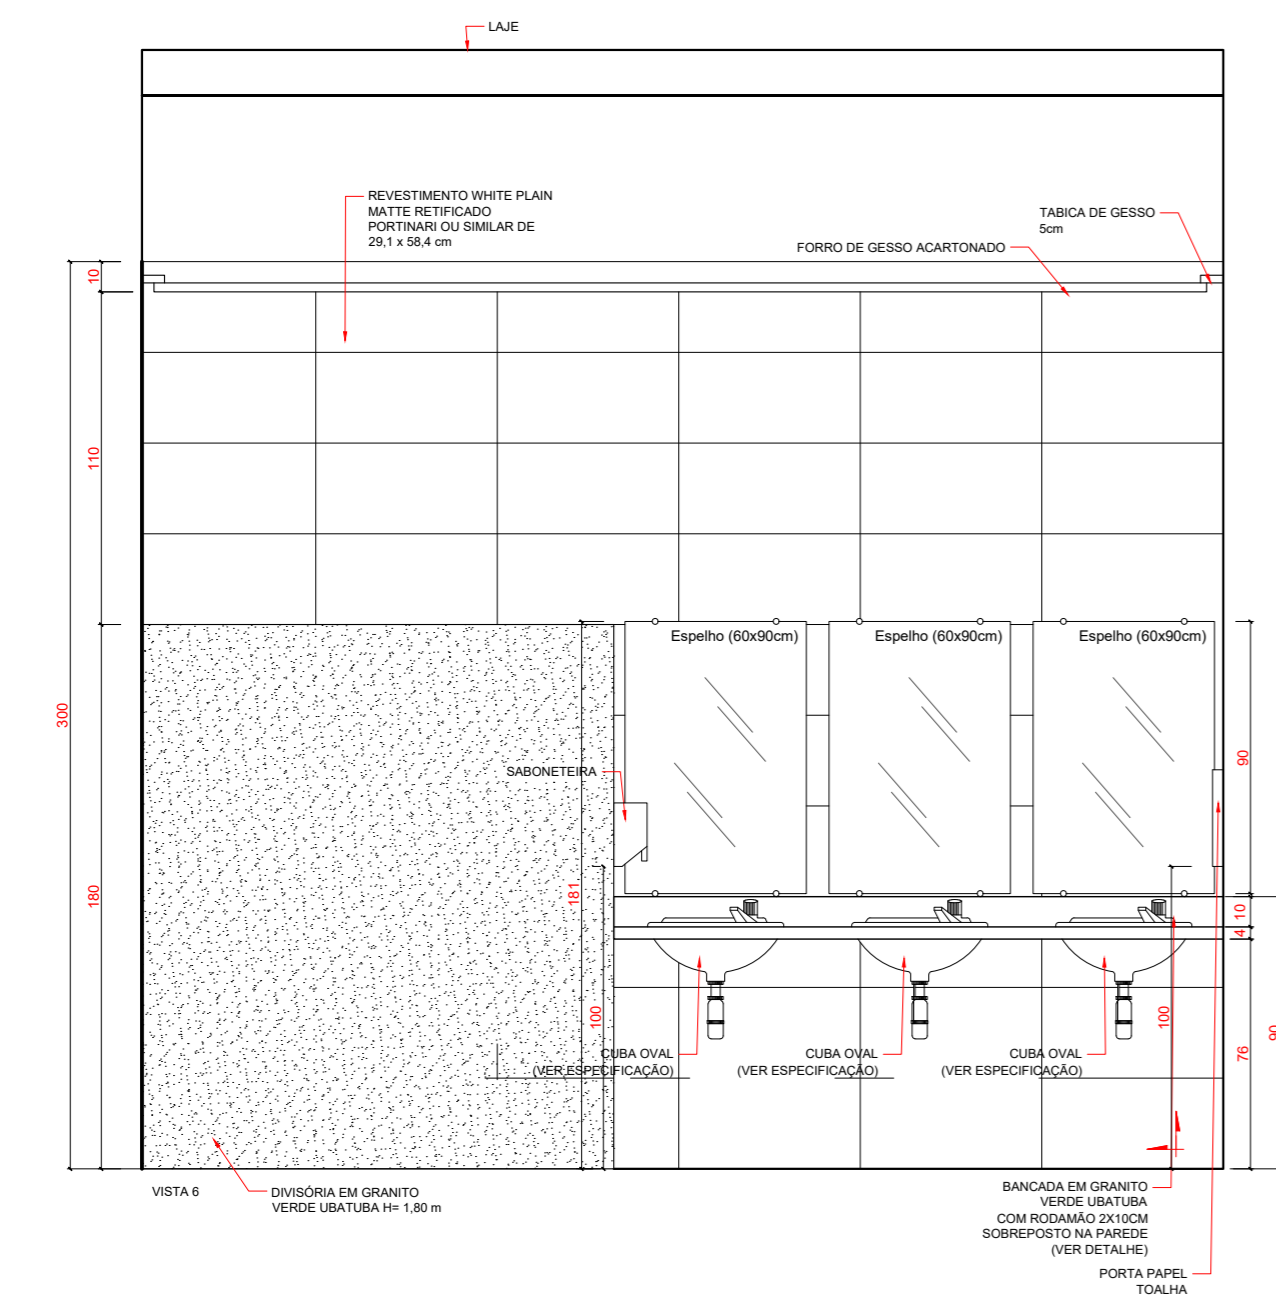 LAJE
REVESTIMENTO WHITE PLAIN
MATTE RETIFICADO
PORTINARI OU SIMILAR DE
29,1 x 58,4 cm
TABICA DE GESSO
5cm
FORRO DE GESSO ACARTONADO
10
110
300
180
Espelho (60x90cm)
Espelho (60x90cm)
Espelho (60x90cm)
SABONETEIRA
90
181
10
4
100
100
76
90
CUBA OVAL
(VER ESPECIFICAÇÃO)
CUBA OVAL
(VER ESPECIFICAÇÃO)
CUBA OVAL
(VER ESPECIFICAÇÃO)
VISTA 6
DIVISÓRIA EM GRANITO
VERDE UBATUBA H= 1,80 m
BANCADA EM GRANITO
VERDE UBATUBA
COM RODAMÃO 2X10CM
SOBREPOSTO NA PAREDE
(VER DETALHE)
PORTA PAPEL
TOALHA